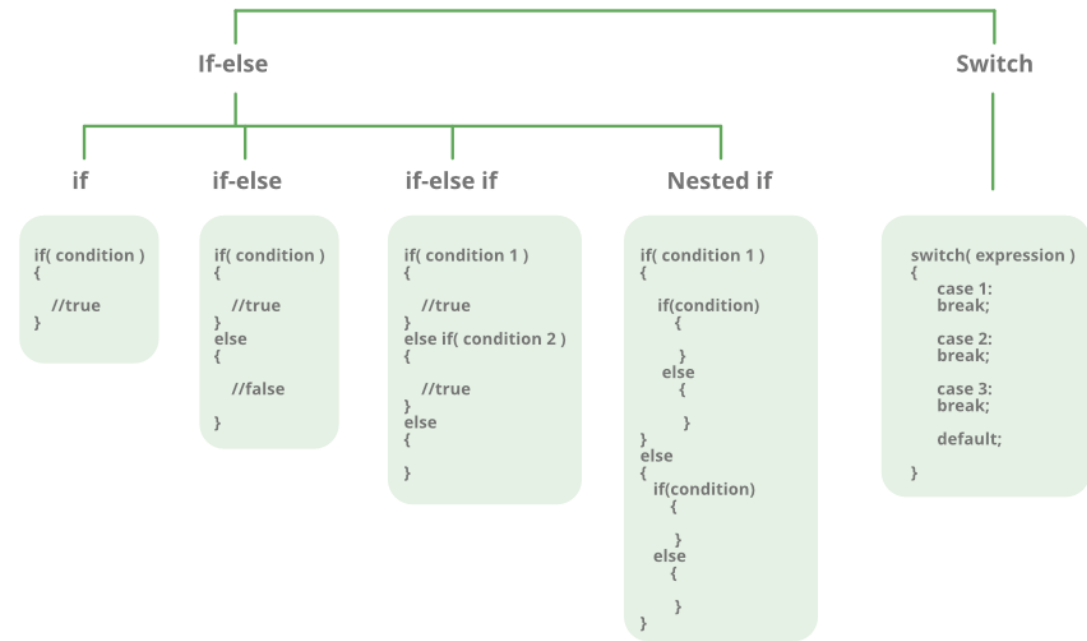 If-else
Switch
if
if-else
if-else if
Nested if
if( condition )
{
//true
}
if( condition )
{
//true
}
else
{
//false
}
if( condition 1 )
{
//true
}
else if( condition 2 )
{
//true
}
else
{
}
if( condition 1 )
{
if(condition)
{
}
else
{
}
}
else
{
if(condition)
{
}
else
{
}
}
switch( expression )
{
case 1:
break;
case 2:
break;
case 3:
break;
default;
}